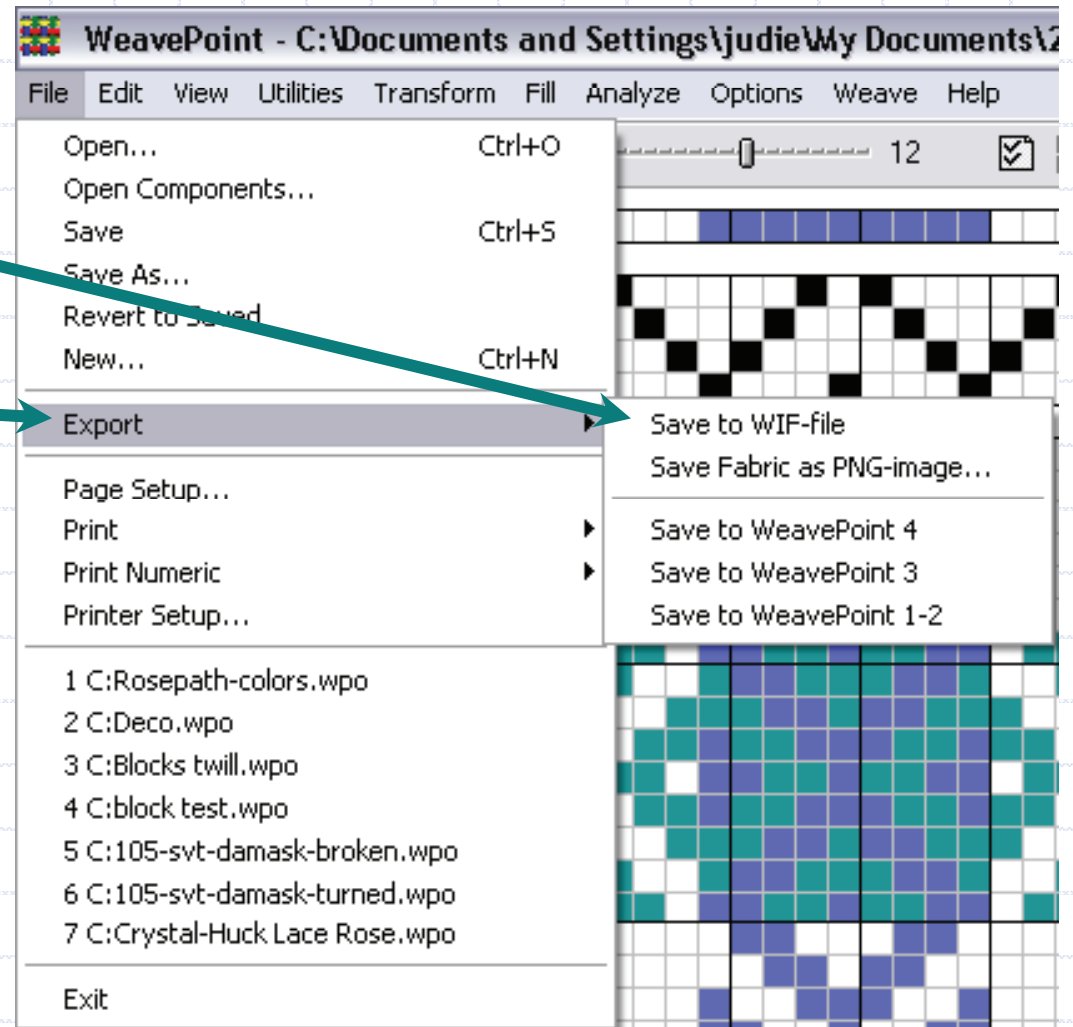 WeavePoint - C:\Documents and Settings\judie\My Documents\2
File Edit View Utilities Transform Fill Analyze Options Weave Help
Open... Ctrl+O
12
Open Components...
Save Ctrl+S
Save As...
Revert to Saved
New... Ctrl+N
Export
Save to WIF-file
Save Fabric as PNG-image...
Save to WeavePoint 4
Save to WeavePoint 3
Save to WeavePoint 1-2
Page Setup...
Print
Print Numeric
Printer Setup...
1 C:Rosepath-colors.wpo
2 C:Deco.wpo
3 C:Blocks twill.wpo
4 C:block test.wpo
5 C:105-svt-damask-broken.wpo
6 C:105-svt-damask-turned.wpo
7 C:Crystal-Huck Lace Rose.wpo
Exit